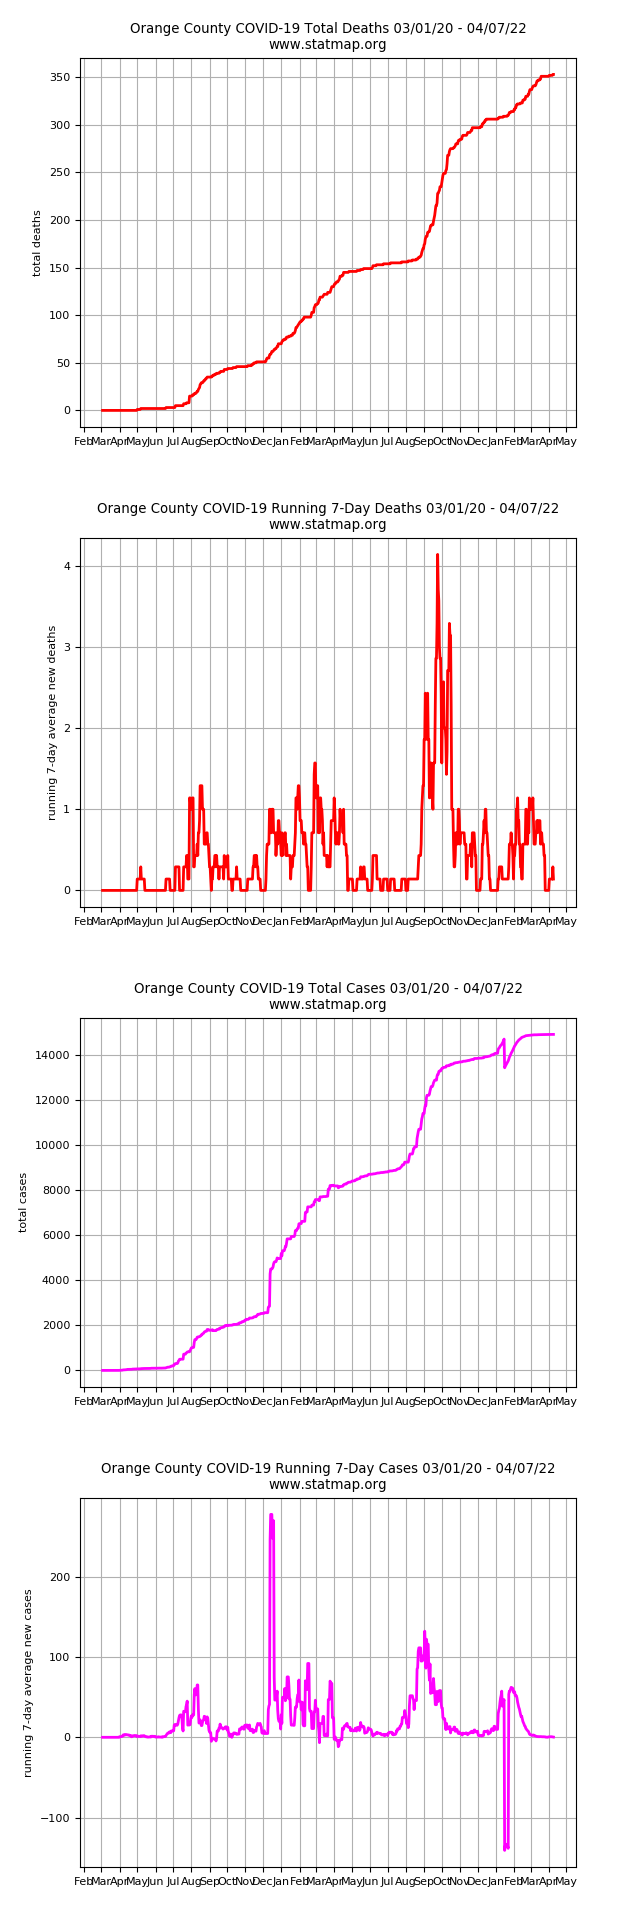 Orange County COVID-19 Total Deaths 03/01/20 - 04/07/22
www.statmap.org
350
300
250
200
150
100
50
0
total deaths
Feb Mar Apr May Jun Jul Aug Sep Oct Nov Dec Jan Feb Mar Apr May Jun Jul Aug Sep Oct Nov Dec Jan Feb Mar Apr May
Orange County COVID-19 Running 7-Day Deaths 03/01/20 - 04/07/22
www.statmap.org
4
3
2
1
0
running 7-day average new deaths
Feb Mar Apr May Jun Jul Aug Sep Oct Nov Dec Jan Feb Mar Apr May Jun Jul Aug Sep Oct Nov Dec Jan Feb Mar Apr May
Orange County COVID-19 Total Cases 03/01/20 - 04/07/22
www.statmap.org
14000
12000
10000
8000
6000
4000
2000
0
total cases
Feb Mar Apr May Jun Jul Aug Sep Oct Nov Dec Jan Feb Mar Apr May Jun Jul Aug Sep Oct Nov Dec Jan Feb Mar Apr May
Orange County COVID-19 Running 7-Day Cases 03/01/20 - 04/07/22
www.statmap.org
200
100
0
−100
running 7-day average new cases
Feb Mar Apr May Jun Jul Aug Sep Oct Nov Dec Jan Feb Mar Apr May Jun Jul Aug Sep Oct Nov Dec Jan Feb Mar Apr May